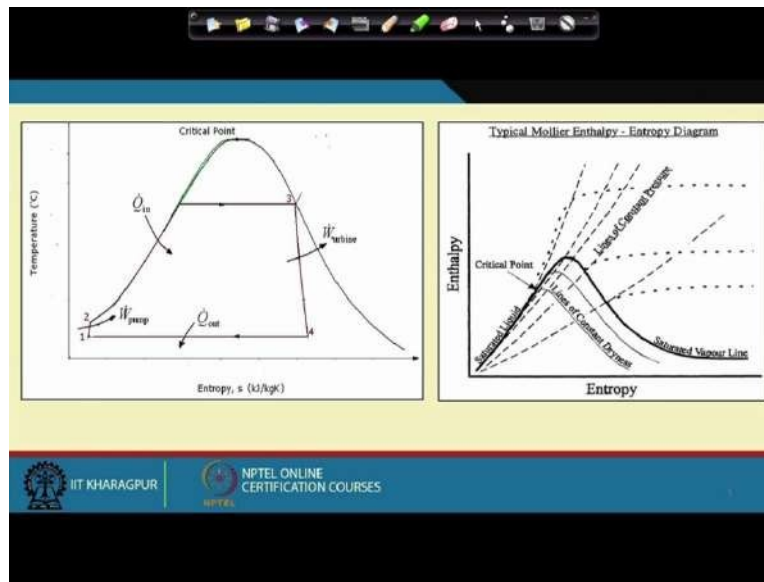 Critical Point
Temperature (°C)
Q̇in
3
Ẇturbine
2
Ẇpump
1
Q̇out
4
Entropy, s (kJ/kgK)
Typical Mollier Enthalpy - Entropy Diagram
Enthalpy
Lines of Constant Pressure
Critical Point
Saturated Liquid
Lines of Constant Dryness
Saturated Vapour Line
Entropy
IIT KHARAGPUR
NPTEL
NPTEL ONLINE
CERTIFICATION COURSES